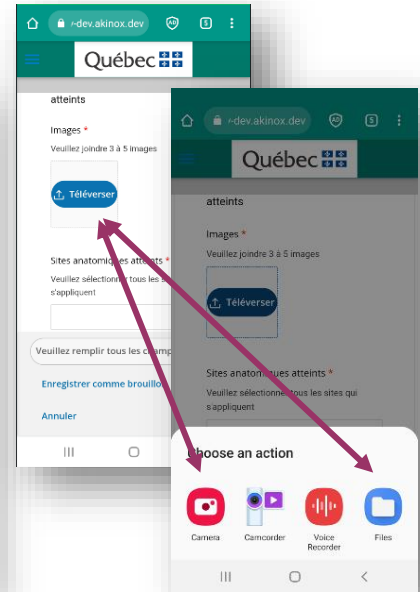 -dev.akinox.dev
5
Québec
atteints
Images *
Veuillez joindre 3 à 5 images
Téléverser
Sites anatomiques atteints *
Veuillez sélectionner tous les
s'appliquent
Veuillez remplir tous les champ
Enregistrer comme brouillo
Annuler
-dev.akinox.dev
5
Québec
atteints
Images *
Veuillez joindre 3 à 5 images
Téléverser
Sites anatomiques atteints *
Veuillez sélectionner tous les sites qui
s'appliquent
Choose an action
Camera
Camcorder
Voice
Recorder
Files